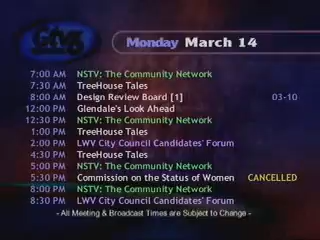 Monday March 14
7:00 AM NSTV: The Community Network
7:30 AM TreeHouse Tales
8:00 AM Design Review Board [1] 03-10
12:00 PM Glendale's Look Ahead
12:30 PM NSTV: The Community Network
1:00 PM TreeHouse Tales
2:00 PM LWV City Council Candidates' Forum
4:30 PM TreeHouse Tales
5:00 PM NSTV: The Community Network
5:30 PM Commission on the Status of Women CANCELLED
8:00 PM NSTV: The Community Network
8:30 PM LWV City Council Candidates' Forum
- All Meeting & Broadcast Times are Subject to Change -